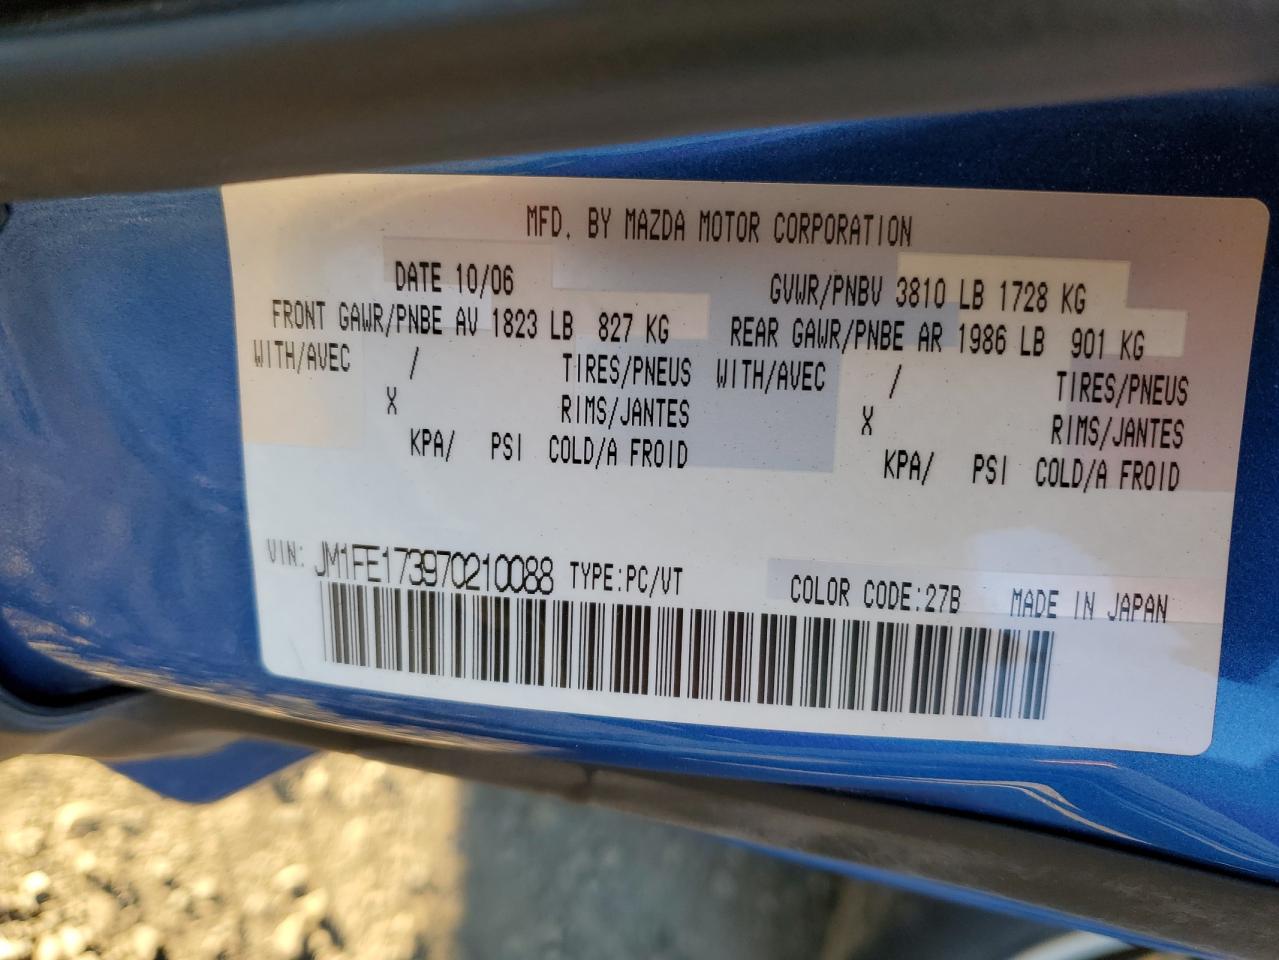 MFD. BY MAZDA MOTOR CORPORATION
DATE 10/06 GVWR/PNBV 3810 LB 1728 KG
FRONT GAWR/PNBE AV 1823 LB 827 KG REAR GAWR/PNBE AR 1986 LB 901 KG
WITH/AVEC / TIRES/PNEUS WITH/AVEC / TIRES/PNEUS
X RIMS/JANTES X RIMS/JANTES
KPA/ PSI COLD/A FROID KPA/ PSI COLD/A FROID
VIN: JM1FE173970210088 TYPE:PC/VT COLOR CODE:27B MADE IN JAPAN